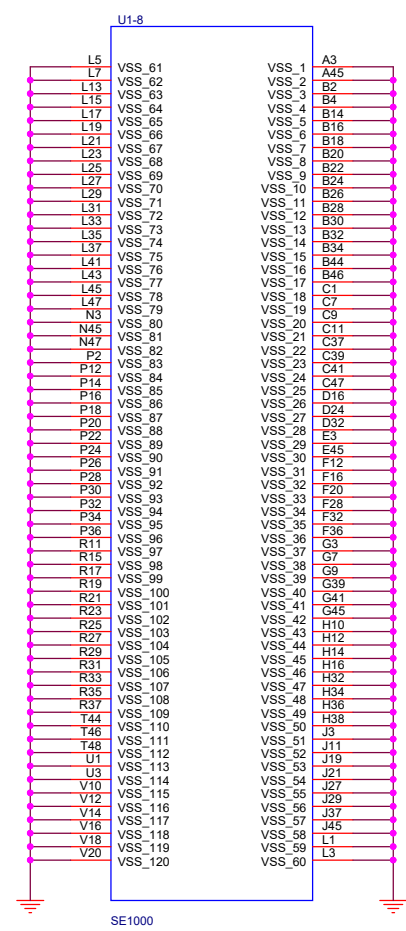 U1-8
L5 VSS_61 VSS_1 A3
L7 VSS_62 VSS_2 A45
L13 VSS_63 VSS_3 B2
L15 VSS_64 VSS_4 B4
L17 VSS_65 VSS_5 B14
L19 VSS_66 VSS_6 B16
L21 VSS_67 VSS_7 B18
L23 VSS_68 VSS_8 B20
L25 VSS_69 VSS_9 B22
L27 VSS_70 VSS_10 B24
L29 VSS_71 VSS_11 B26
L31 VSS_72 VSS_12 B28
L33 VSS_73 VSS_13 B30
L35 VSS_74 VSS_14 B32
L37 VSS_75 VSS_15 B34
L41 VSS_76 VSS_16 B44
L43 VSS_77 VSS_17 B46
L45 VSS_78 VSS_18 C1
L47 VSS_79 VSS_19 C7
N3 VSS_80 VSS_20 C9
N45 VSS_81 VSS_21 C11
N47 VSS_82 VSS_22 C37
P2 VSS_83 VSS_23 C39
P12 VSS_84 VSS_24 C41
P14 VSS_85 VSS_25 C47
P16 VSS_86 VSS_26 D16
P18 VSS_87 VSS_27 D24
P20 VSS_88 VSS_28 D32
P22 VSS_89 VSS_29 E3
P24 VSS_90 VSS_30 E45
P26 VSS_91 VSS_31 F12
P28 VSS_92 VSS_32 F16
P30 VSS_93 VSS_33 F20
P32 VSS_94 VSS_34 F28
P34 VSS_95 VSS_35 F32
P36 VSS_96 VSS_36 F36
R11 VSS_97 VSS_37 G3
R15 VSS_98 VSS_38 G7
R17 VSS_99 VSS_39 G9
R19 VSS_100 VSS_40 G39
R21 VSS_101 VSS_41 G41
R23 VSS_102 VSS_42 G45
R25 VSS_103 VSS_43 H10
R27 VSS_104 VSS_44 H12
R29 VSS_105 VSS_45 H14
R31 VSS_106 VSS_46 H16
R33 VSS_107 VSS_47 H32
R35 VSS_108 VSS_48 H34
R37 VSS_109 VSS_49 H36
T44 VSS_110 VSS_50 H38
T46 VSS_111 VSS_51 J3
T48 VSS_112 VSS_52 J11
U1 VSS_113 VSS_53 J19
U3 VSS_114 VSS_54 J21
V10 VSS_115 VSS_55 J27
V12 VSS_116 VSS_56 J29
V14 VSS_117 VSS_57 J37
V16 VSS_118 VSS_58 J45
V18 VSS_119 VSS_59 L1
V20 VSS_120 VSS_60 L3
SE1000